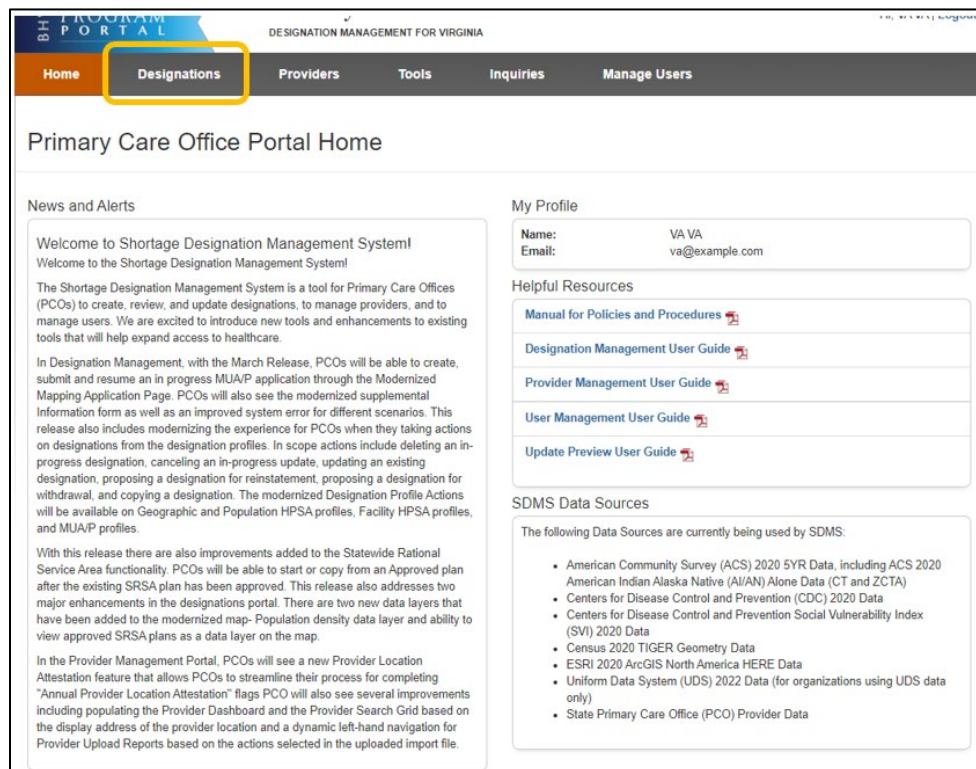 BH
PROGRAM
PORTAL
DESIGNATION MANAGEMENT FOR VIRGINIA
Hi, VA VA | Logout
Home Designations Providers Tools Inquiries Manage Users
Primary Care Office Portal Home
News and Alerts
Welcome to Shortage Designation Management System!
Welcome to the Shortage Designation Management System!
The Shortage Designation Management System is a tool for Primary Care Offices
(PCOs) to create, review, and update designations, to manage providers, and to
manage users. We are excited to introduce new tools and enhancements to existing
tools that will help expand access to healthcare.
In Designation Management, with the March Release, PCOs will be able to create,
submit and resume an in progress MUA/P application through the Modernized
Mapping Application Page. PCOs will also see the modernized supplemental
Information form as well as an improved system error for different scenarios. This
release also includes modernizing the experience for PCOs when they taking actions
on designations from the designation profiles. In scope actions include deleting an in-
progress designation, canceling an in-progress update, updating an existing
designation, proposing a designation for reinstatement, proposing a designation for
withdrawal, and copying a designation. The modernized Designation Profile Actions
will be available on Geographic and Population HPSA profiles, Facility HPSA profiles,
and MUA/P profiles.
With this release there are also improvements added to the Statewide Rational
Service Area functionality. PCOs will be able to start or copy from an Approved plan
after the existing SRSA plan has been approved. This release also addresses two
major enhancements in the designations portal. There are two new data layers that
have been added to the modernized map- Population density data layer and ability to
view approved SRSA plans as a data layer on the map.
In the Provider Management Portal, PCOs will see a new Provider Location
Attestation feature that allows PCOs to streamline their process for completing
"Annual Provider Location Attestation" flags PCO will also see several improvements
including populating the Provider Dashboard and the Provider Search Grid based on
the display address of the provider location and a dynamic left-hand navigation for
Provider Upload Reports based on the actions selected in the uploaded import file.
My Profile
Name: VA VA
Email: va@example.com
Helpful Resources
Manual for Policies and Procedures
Designation Management User Guide
Provider Management User Guide
User Management User Guide
Update Preview User Guide
SDMS Data Sources
The following Data Sources are currently being used by SDMS:
• American Community Survey (ACS) 2020 5YR Data, including ACS 2020
American Indian Alaska Native (AI/AN) Alone Data (CT and ZCTA)
• Centers for Disease Control and Prevention (CDC) 2020 Data
• Centers for Disease Control and Prevention Social Vulnerability Index
(SVI) 2020 Data
• Census 2020 TIGER Geometry Data
• ESRI 2020 ArcGIS North America HERE Data
• Uniform Data System (UDS) 2022 Data (for organizations using UDS data
only)
• State Primary Care Office (PCO) Provider Data